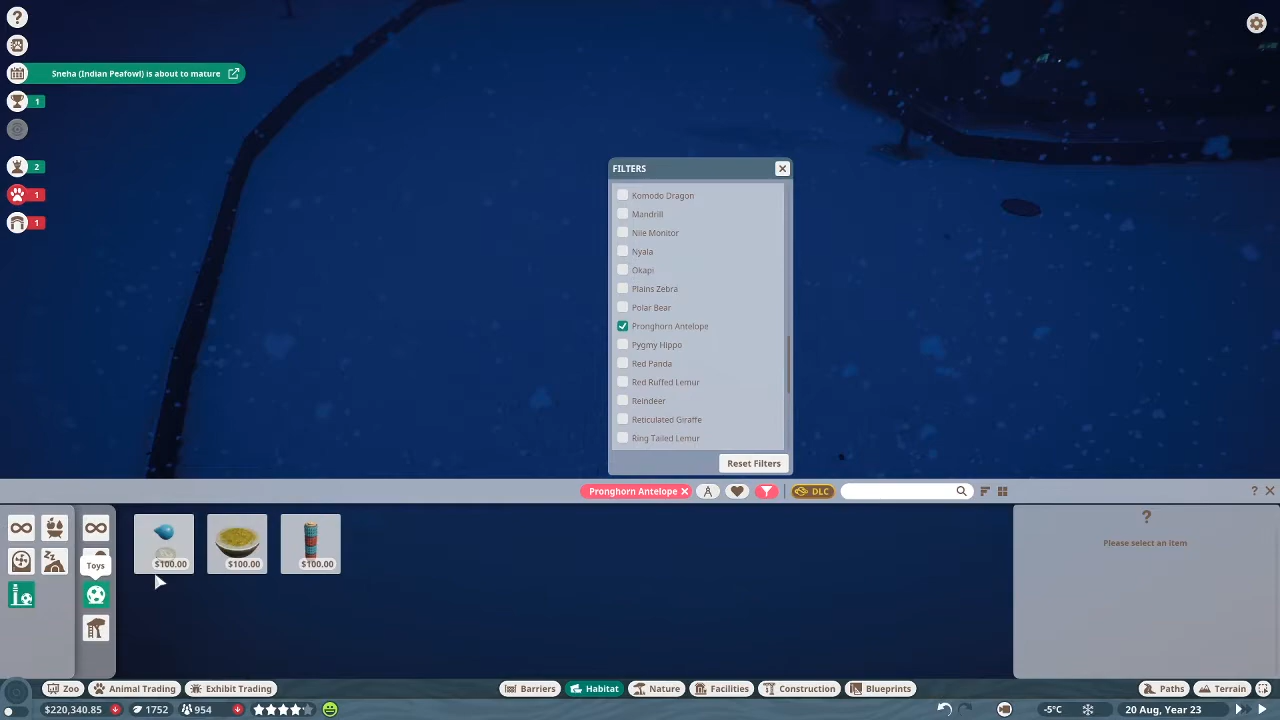 ?
Sneha (Indian Peafowl) is about to mature
1
2
1
1
FILTERS
Komodo Dragon
Mandrill
Nile Monitor
Nyala
Okapi
Plains Zebra
Polar Bear
Pronghorn Antelope
Pygmy Hippo
Red Panda
Red Ruffed Lemur
Reindeer
Reticulated Giraffe
Ring Tailed Lemur
Reset Filters
Pronghorn Antelope
DLC
?
$100.00
$100.00
$100.00
Toys
?
Please select an item
Zoo
Animal Trading
Exhibit Trading
Barriers
Habitat
Nature
Facilities
Construction
Blueprints
Paths
Terrain
$220,340.85
1752
954
-5°C
20 Aug, Year 23